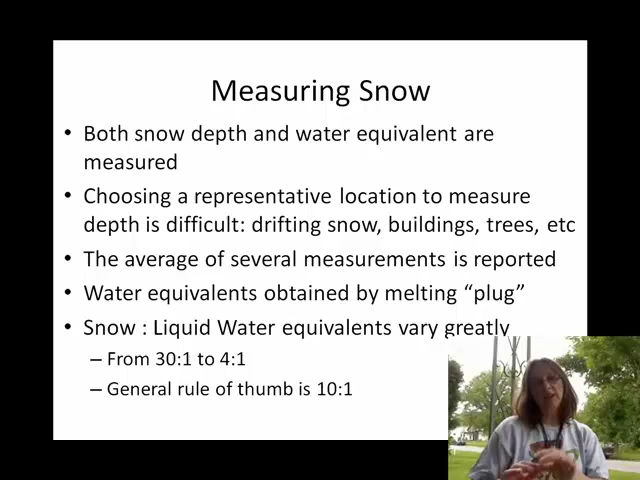 Measuring Snow
• Both snow depth and water equivalent are
measured
• Choosing a representative location to measure
depth is difficult: drifting snow, buildings, trees, etc
• The average of several measurements is reported
• Water equivalents obtained by melting “plug”
• Snow : Liquid Water equivalents vary greatly
– From 30:1 to 4:1
– General rule of thumb is 10:1